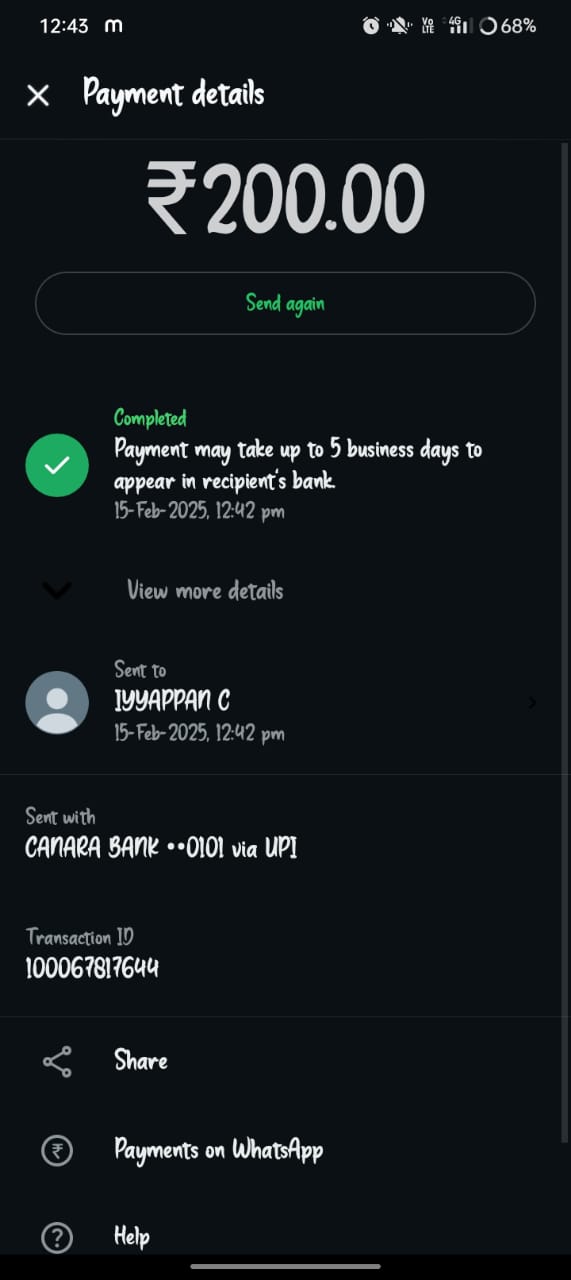 12:43 m Vo LTE 4G 68%
Payment details
₹200.00
Send again
Completed
Payment may take up to 5 business days to
appear in recipient's bank.
15-Feb-2025, 12:42 pm
View more details
Sent to
IYYAPPAN C
15-Feb-2025, 12:42 pm
Sent with
CANARA BANK ••0101 via UPI
Transaction ID
100067817644
Share
Payments on WhatsApp
Help